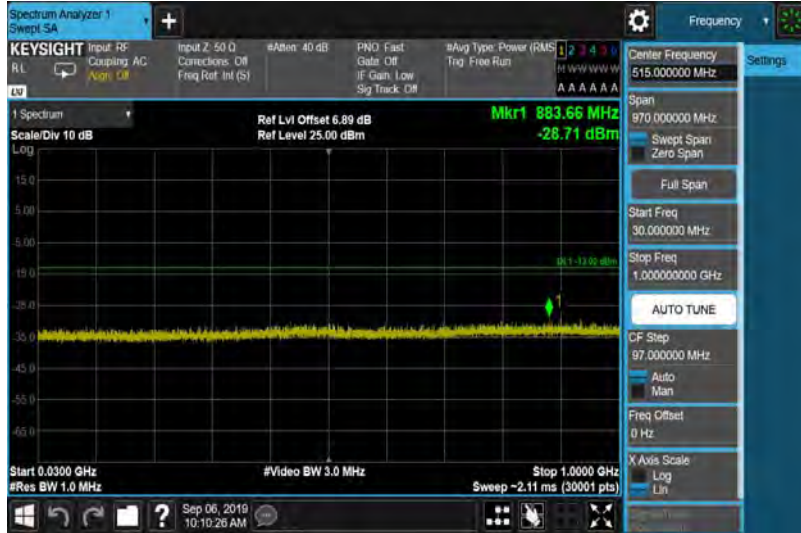 Spectrum Analyzer 1
Swept SA
+
Frequency
KEYSIGHT
RL
Input: RF
Coupling: AC
Align: Off
Input Z: 50 Ω
Corrections: Off
Freq Ref: Int (S)
#Atten: 40 dB
PNO: Fast
Gate: Off
IF Gain: Low
Sig Track: Off
#Avg Type: Power (RMS
Trig: Free Run
1 2 3 4 5 6
M W W W W W
A A A A A A
Center Frequency
515.000000 MHz
Settings
Span
970.000000 MHz
Swept Span
Zero Span
Full Span
Start Freq
30.000000 MHz
Stop Freq
1.000000000 GHz
AUTO TUNE
CF Step
97.000000 MHz
Auto
Man
Freq Offset
0 Hz
X Axis Scale
Log
Lin
1 Spectrum
Scale/Div 10 dB
Log
Ref Lvl Offset 6.89 dB
Ref Level 25.00 dBm
Mkr1 883.66 MHz
-28.71 dBm
15.0
5.00
-5.00
-15.0
-25.0
-35.0
-45.0
-55.0
-65.0
1
Start 0.0300 GHz
#Res BW 1.0 MHz
#Video BW 3.0 MHz
Stop 1.0000 GHz
Sweep ~2.11 ms (30001 pts)
?
Sep 06, 2019
10:10:26 AM